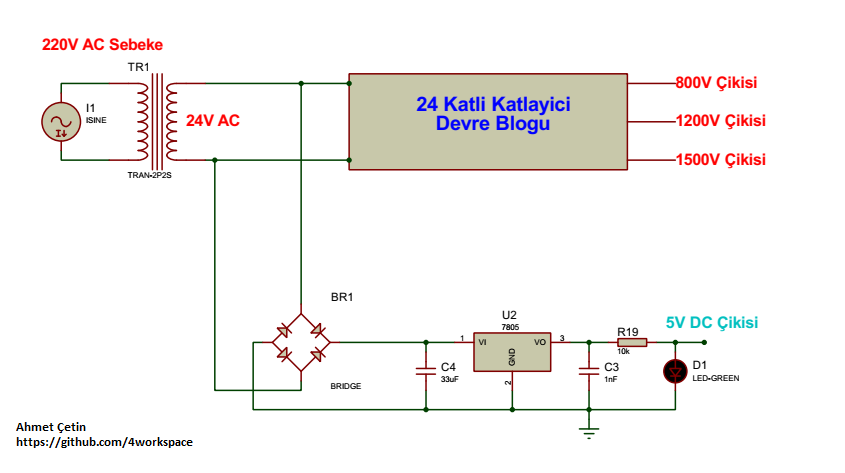 220V AC Sebeke
TR1
I1
ISINE
24V AC
TRAN-2P2S
24 Katli Katlayici
Devre Blogu
800V Çikisi
1200V Çikisi
1500V Çikisi
BR1
BRIDGE
U2
7805
1
VI
VO
3
GND
2
C4
33uF
C3
1nF
R19
10k
5V DC Çikisi
D1
LED-GREEN
Ahmet Çetin
https://github.com/4workspace